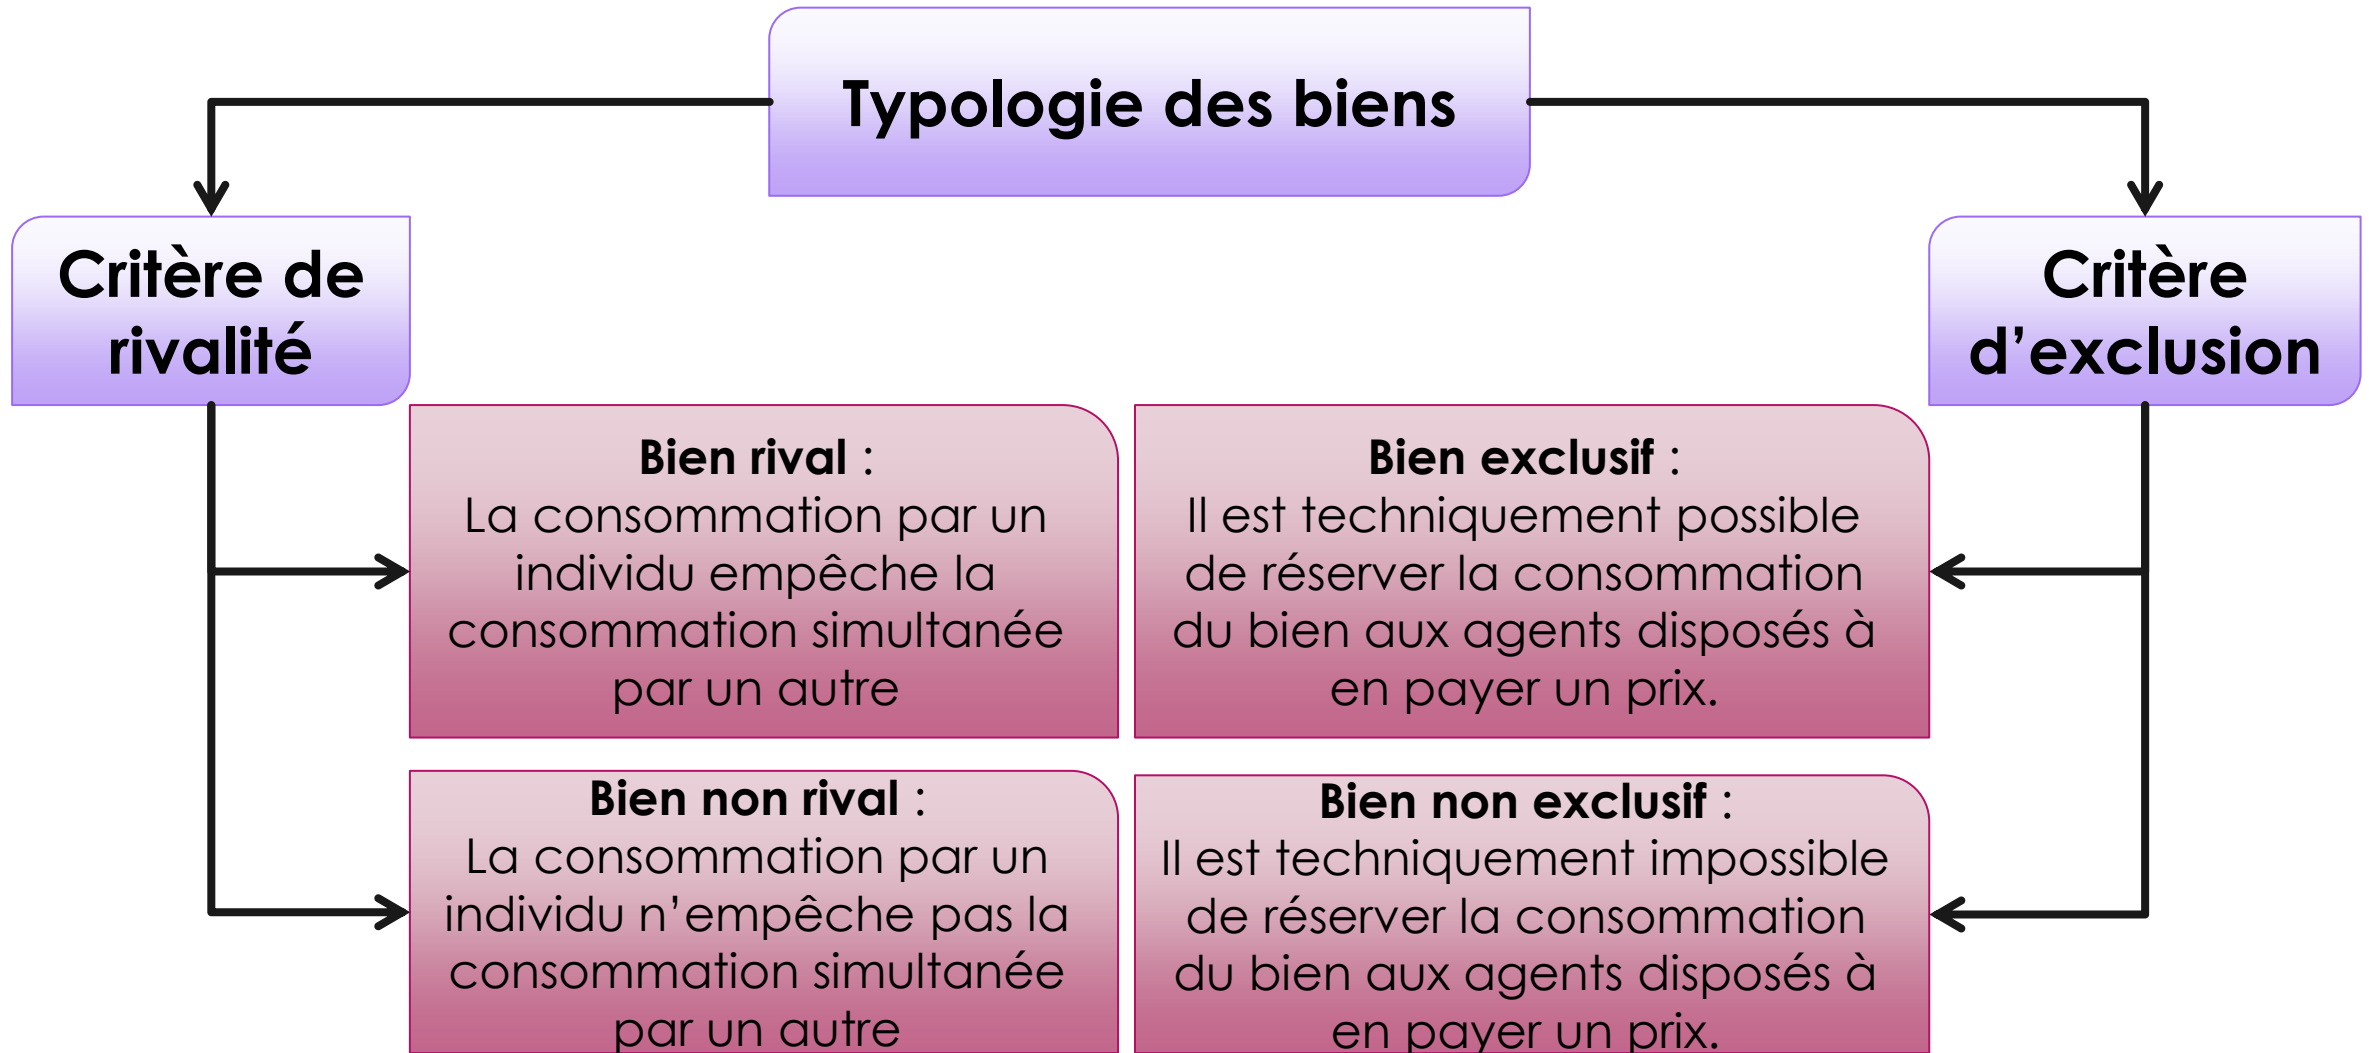 Typologie des biens
Critère de
rivalité
Critère
d’exclusion
Bien rival :
La consommation par un
individu empêche la
consommation simultanée
par un autre
Bien exclusif :
Il est techniquement possible
de réserver la consommation
du bien aux agents disposés à
en payer un prix.
Bien non rival :
La consommation par un
individu n’empêche pas la
consommation simultanée
par un autre
Bien non exclusif :
Il est techniquement impossible
de réserver la consommation
du bien aux agents disposés à
en payer un prix.